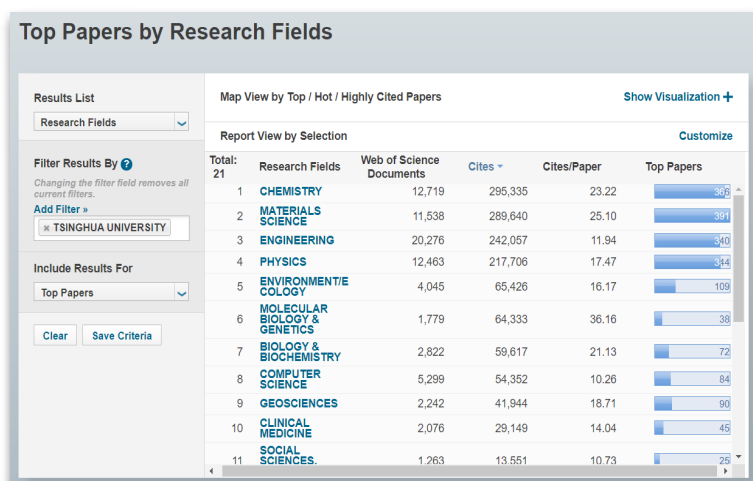 Top Papers by Research Fields
Results List
Research Fields
Filter Results By ?
Changing the filter field removes all
current filters.
Add Filter »
× TSINGHUA UNIVERSITY
Include Results For
Top Papers
Clear Save Criteria
Map View by Top / Hot / Highly Cited Papers Show Visualization +
Report View by Selection Customize
Total:
21 Research Fields Web of Science
Documents Cites Cites/Paper Top Papers
1 CHEMISTRY 12,719 295,335 23.22
2 MATERIALS
SCIENCE 11,538 289,640 25.10 391
3 ENGINEERING 20,276 242,057 11.94 340
4 PHYSICS 12,463 217,706 17.47 344
5 ENVIRONMENT/E
COLOGY 4,045 65,426 16.17 109
6 MOLECULAR
BIOLOGY &
GENETICS 1,779 64,333 36.16 38
7 BIOLOGY &
BIOCHEMISTRY 2,822 59,617 21.13 72
8 COMPUTER
SCIENCE 5,299 54,352 10.26 84
9 GEOSCIENCES 2,242 41,944 18.71 90
10 CLINICAL
MEDICINE 2,076 29,149 14.04 45
11 SOCIAL
SCIENCES, 1,263 13,551 10.73 25